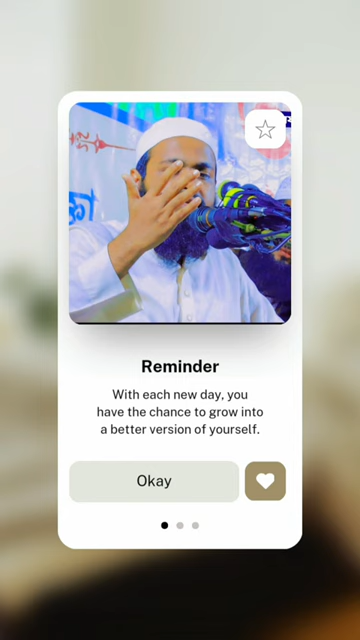 Reminder
With each new day, you
have the chance to grow into
a better version of yourself.
Okay